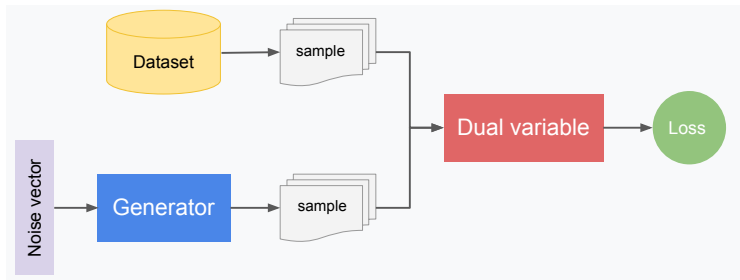 Dataset
sample
Dual variable
Loss
Noise vector
Generator
sample